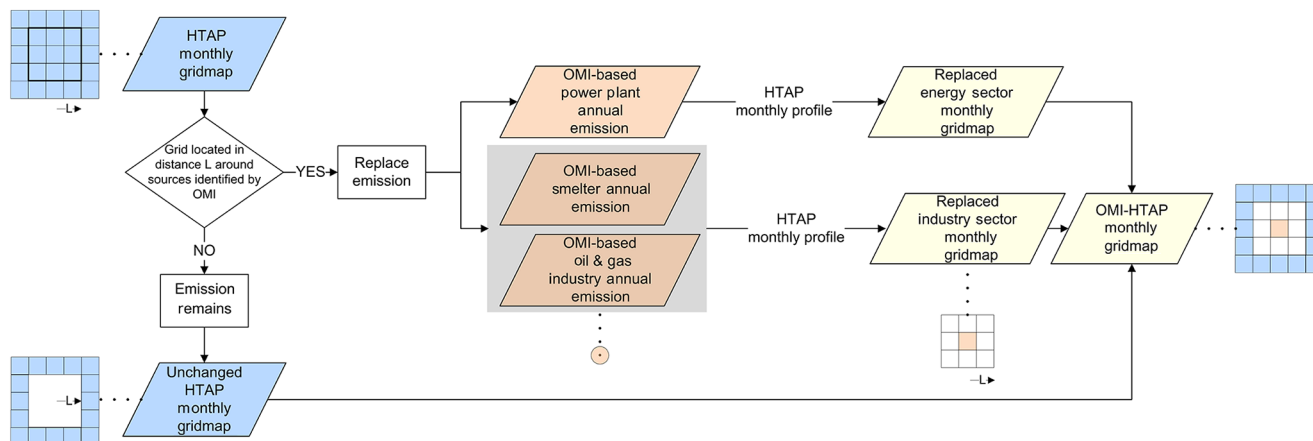 HTAP
monthly
gridmap
L
Grid located in
distance L around
sources identified by
OMI
YES
Replace
emission
NO
Emission
remains
Unchanged
HTAP
monthly
gridmap
L
OMI-based
power plant
annual
emission
HTAP
monthly profile
Replaced
energy sector
monthly
gridmap
OMI-based
smelter annual
emission
OMI-based
oil & gas
industry annual
emission
HTAP
monthly profile
Replaced
industry sector
monthly
gridmap
L
OMI-HTAP
monthly
gridmap